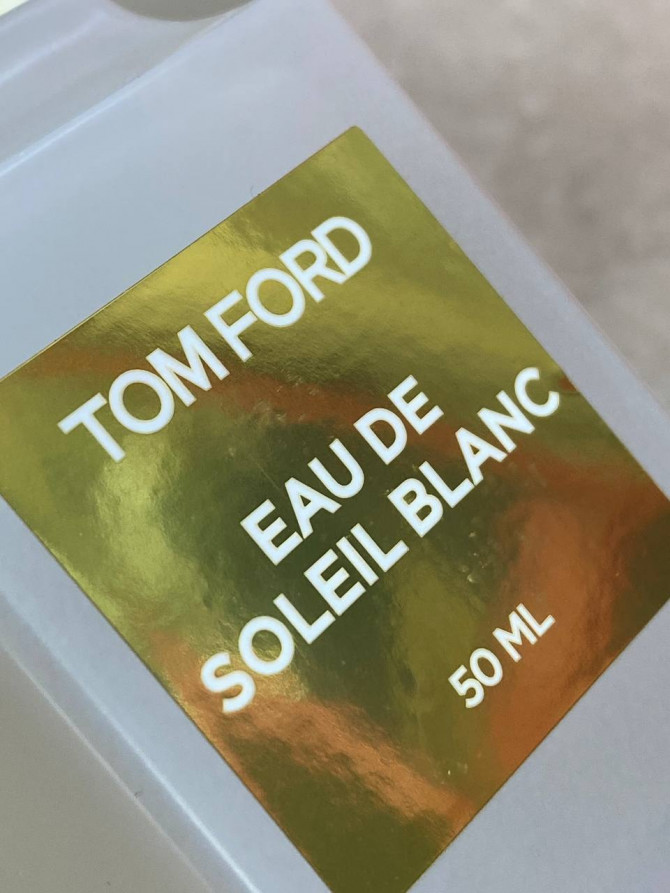 TOM FORD
EAU DE
SOLEIL BLANC
50 ML